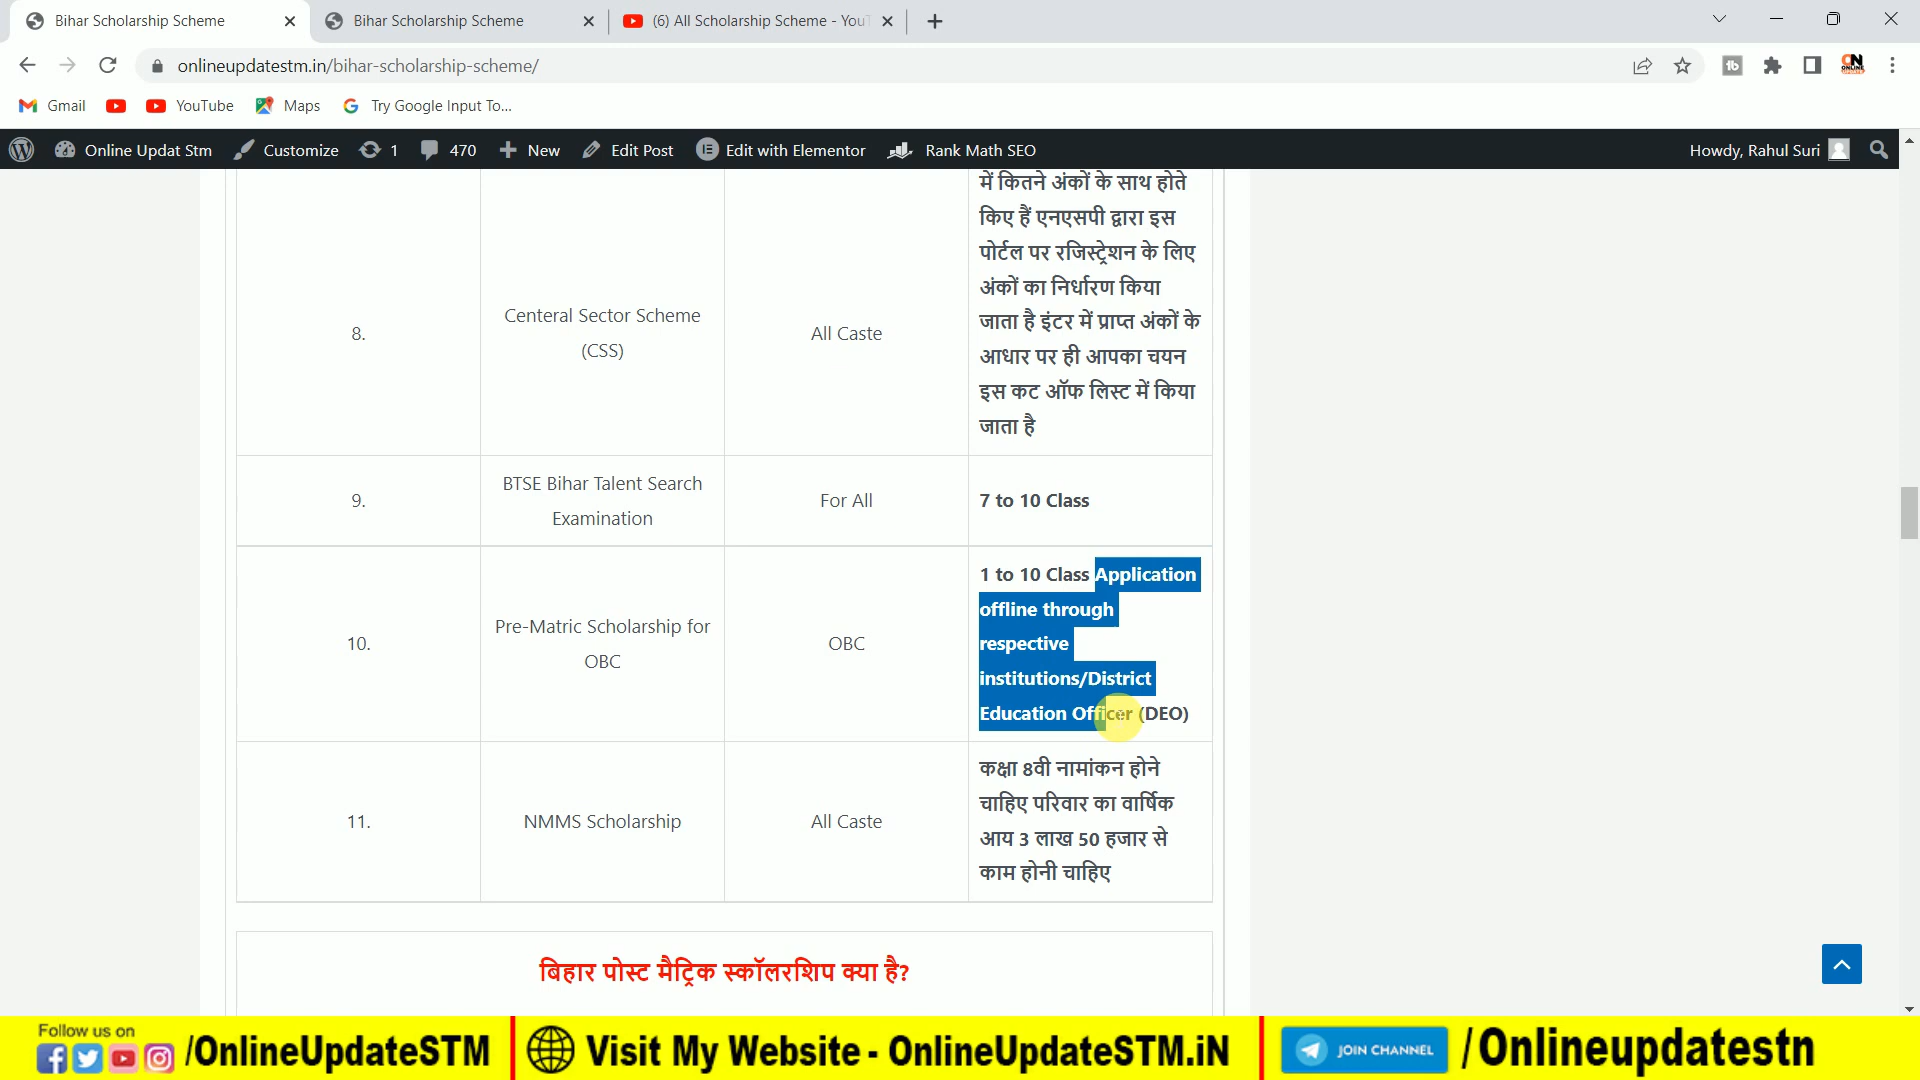 Bihar Scholarship Scheme
Bihar Scholarship Scheme
(6) All Scholarship Scheme - YouT
onlineupdatestm.in/bihar-scholarship-scheme/
Gmail
YouTube
Maps
Try Google Input To...
Online Updat Stm
Customize
1
470
New
Edit Post
Edit with Elementor
Rank Math SEO
Howdy, Rahul Suri
8.
Centeral Sector Scheme
(CSS)
All Caste
में कितने अंकों के साथ होते
किए हैं एनएसपी द्वारा इस
पोर्टल पर रजिस्ट्रेशन के लिए
अंकों का निर्धारण किया
जाता है इंटर में प्राप्त अंकों के
आधार पर ही आपका चयन
इस कट ऑफ लिस्ट में किया
जाता है
9.
BTSE Bihar Talent Search
Examination
For All
7 to 10 Class
10.
Pre-Matric Scholarship for
OBC
OBC
1 to 10 Class Application
offline through
respective
institutions/District
Education Officer (DEO)
11.
NMMS Scholarship
All Caste
कक्षा 8वी नामांकन होने
चाहिए परिवार का वार्षिक
आय 3 लाख 50 हजार से
काम होनी चाहिए
बिहार पोस्ट मैट्रिक स्कॉलरशिप क्या है?
Follow us on
/OnlineUpdateSTM
Visit My Website - OnlineUpdateSTM.iN
JOIN CHANNEL
/Onlineupdatestn